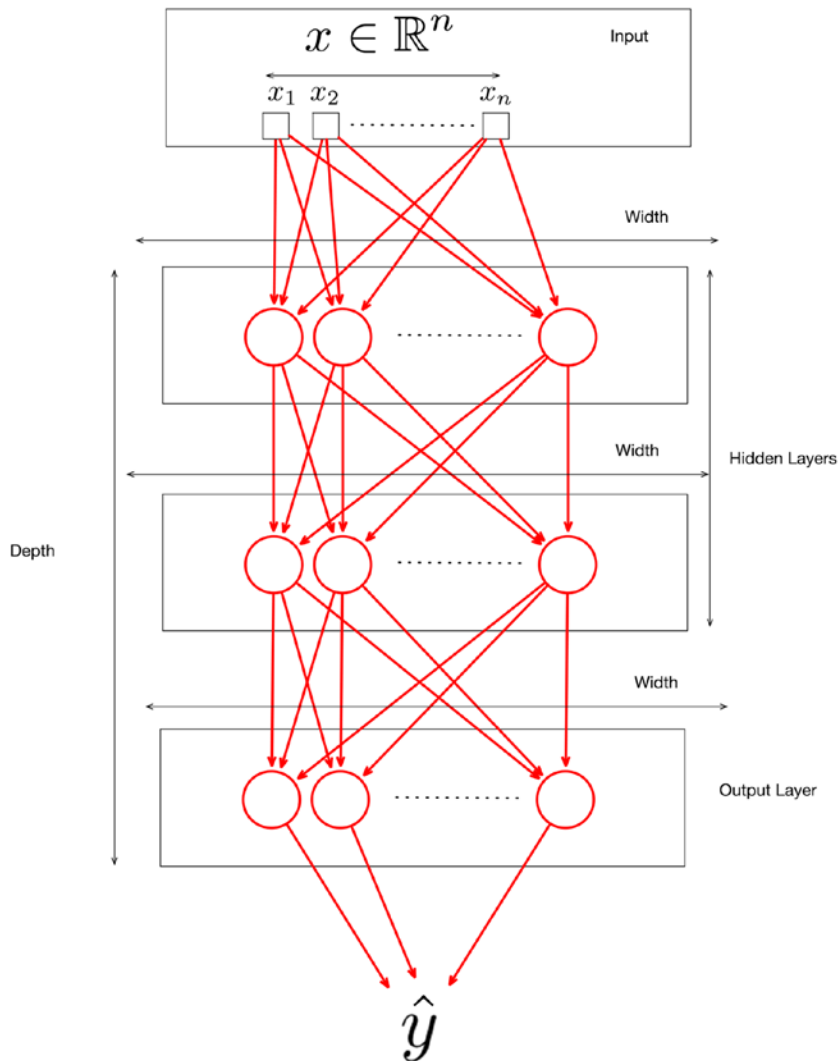 x ∈ ℝⁿ
Input
x₁ x₂ xₙ
Width
Width
Hidden Layers
Depth
Width
Output Layer
ŷ